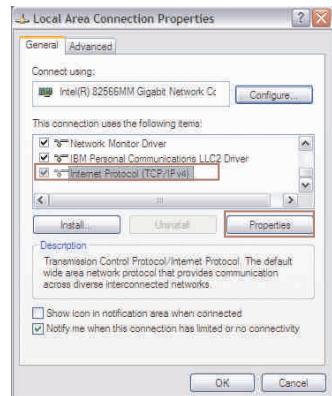 Local Area Connection Properties
General Advanced
Connect using:
Intel(R) 82566MM Gigabit Network Cc
Configure...
This connection uses the following items:
Network Monitor Driver
IBM Personal Communications LLC2 Driver
Internet Protocol (TCP/IPv4)
Install... Uninstall Properties
Description
Transmission Control Protocol/Internet Protocol. The default
wide area network protocol that provides communication
across diverse interconnected networks.
Show icon in notification area when connected
Notify me when this connection has limited or no connectivity
OK Cancel